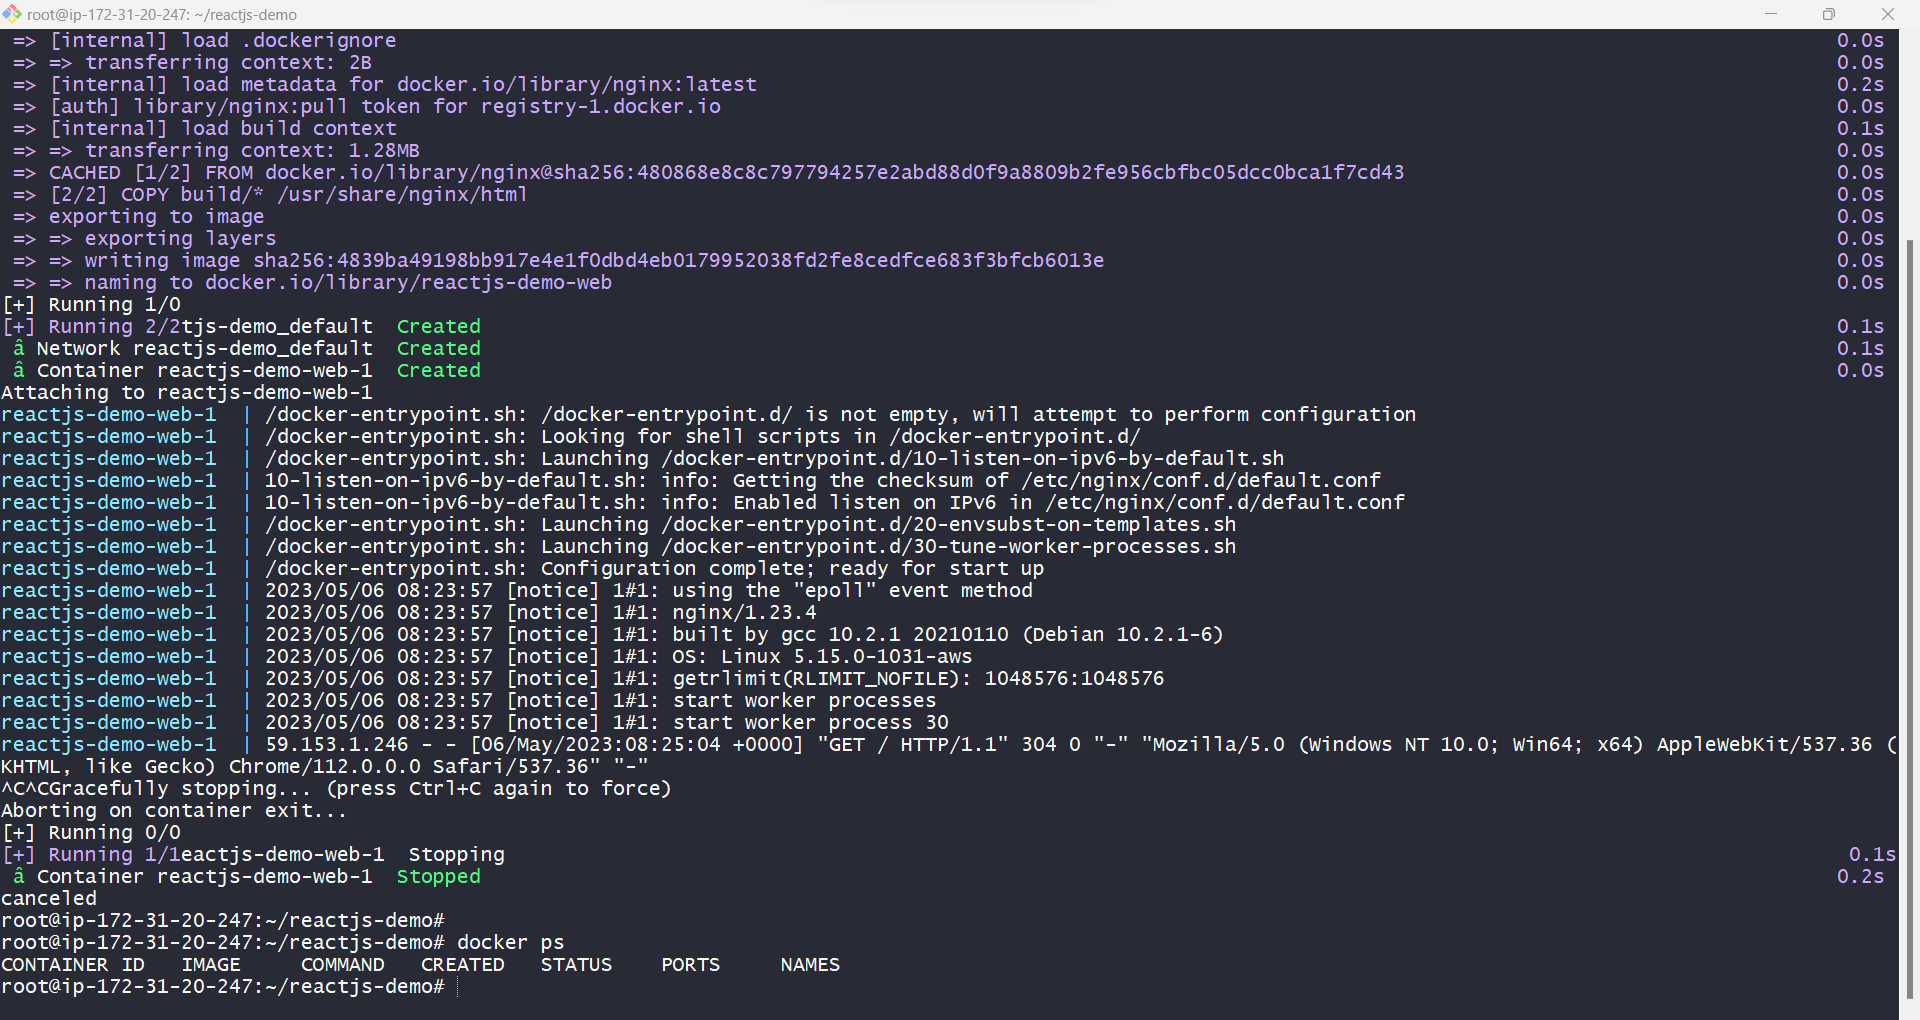 root@ip-172-31-20-247: ~/reactjs-demo
=> [internal] load .dockerignore 0.0s
=> => transferring context: 2B 0.0s
=> [internal] load metadata for docker.io/library/nginx:latest 0.2s
=> [auth] library/nginx:pull token for registry-1.docker.io 0.0s
=> [internal] load build context 0.1s
=> => transferring context: 1.28MB 0.0s
=> CACHED [1/2] FROM docker.io/library/nginx@sha256:480868e8c8c797794257e2abd88d0f9a8809b2fe956cbfbc05dcc0bca1f7cd43 0.0s
=> [2/2] COPY build/* /usr/share/nginx/html 0.0s
=> exporting to image 0.0s
=> => exporting layers 0.0s
=> => writing image sha256:4839ba49198bb917e4e1f0dbd4eb0179952038fd2fe8cedfce683f3bfcb6013e 0.0s
=> => naming to docker.io/library/reactjs-demo-web 0.0s
[+] Running 1/0
[+] Running 2/2tjs-demo_default Created 0.1s
â Network reactjs-demo_default Created 0.1s
â Container reactjs-demo-web-1 Created 0.0s
Attaching to reactjs-demo-web-1
reactjs-demo-web-1 | /docker-entrypoint.sh: /docker-entrypoint.d/ is not empty, will attempt to perform configuration
reactjs-demo-web-1 | /docker-entrypoint.sh: Looking for shell scripts in /docker-entrypoint.d/
reactjs-demo-web-1 | /docker-entrypoint.sh: Launching /docker-entrypoint.d/10-listen-on-ipv6-by-default.sh
reactjs-demo-web-1 | 10-listen-on-ipv6-by-default.sh: info: Getting the checksum of /etc/nginx/conf.d/default.conf
reactjs-demo-web-1 | 10-listen-on-ipv6-by-default.sh: info: Enabled listen on IPv6 in /etc/nginx/conf.d/default.conf
reactjs-demo-web-1 | /docker-entrypoint.sh: Launching /docker-entrypoint.d/20-envsubst-on-templates.sh
reactjs-demo-web-1 | /docker-entrypoint.sh: Launching /docker-entrypoint.d/30-tune-worker-processes.sh
reactjs-demo-web-1 | /docker-entrypoint.sh: Configuration complete; ready for start up
reactjs-demo-web-1 | 2023/05/06 08:23:57 [notice] 1#1: using the "epoll" event method
reactjs-demo-web-1 | 2023/05/06 08:23:57 [notice] 1#1: nginx/1.23.4
reactjs-demo-web-1 | 2023/05/06 08:23:57 [notice] 1#1: built by gcc 10.2.1 20210110 (Debian 10.2.1-6)
reactjs-demo-web-1 | 2023/05/06 08:23:57 [notice] 1#1: OS: Linux 5.15.0-1031-aws
reactjs-demo-web-1 | 2023/05/06 08:23:57 [notice] 1#1: getrlimit(RLIMIT_NOFILE): 1048576:1048576
reactjs-demo-web-1 | 2023/05/06 08:23:57 [notice] 1#1: start worker processes
reactjs-demo-web-1 | 2023/05/06 08:23:57 [notice] 1#1: start worker process 30
reactjs-demo-web-1 | 59.153.1.246 - - [06/May/2023:08:25:04 +0000] "GET / HTTP/1.1" 304 0 "-" "Mozilla/5.0 (Windows NT 10.0; Win64; x64) AppleWebKit/537.36 (
KHTML, like Gecko) Chrome/112.0.0.0 Safari/537.36" "-"
^C^CGracefully stopping... (press Ctrl+C again to force)
Aborting on container exit...
[+] Running 0/0
[+] Running 1/1eactjs-demo-web-1 Stopping 0.1s
â Container reactjs-demo-web-1 Stopped 0.2s
canceled
root@ip-172-31-20-247:~/reactjs-demo#
root@ip-172-31-20-247:~/reactjs-demo# docker ps
CONTAINER ID IMAGE COMMAND CREATED STATUS PORTS NAMES
root@ip-172-31-20-247:~/reactjs-demo#